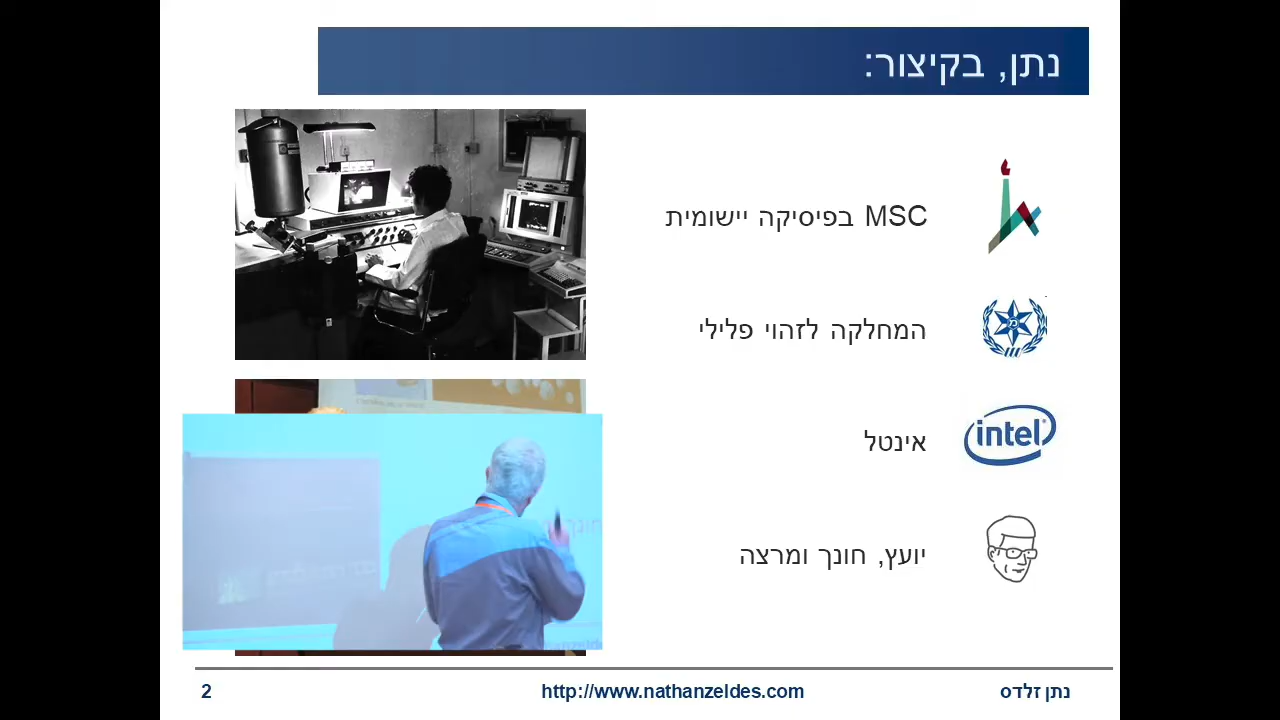 נתן, בקיצור:
MSC בפיסיקה יישומית
המחלקה לזהוי פלילי
intel
אינטל
יועץ, חונך ומרצה
נתן זלדס
http://www.nathanzeldes.com
2